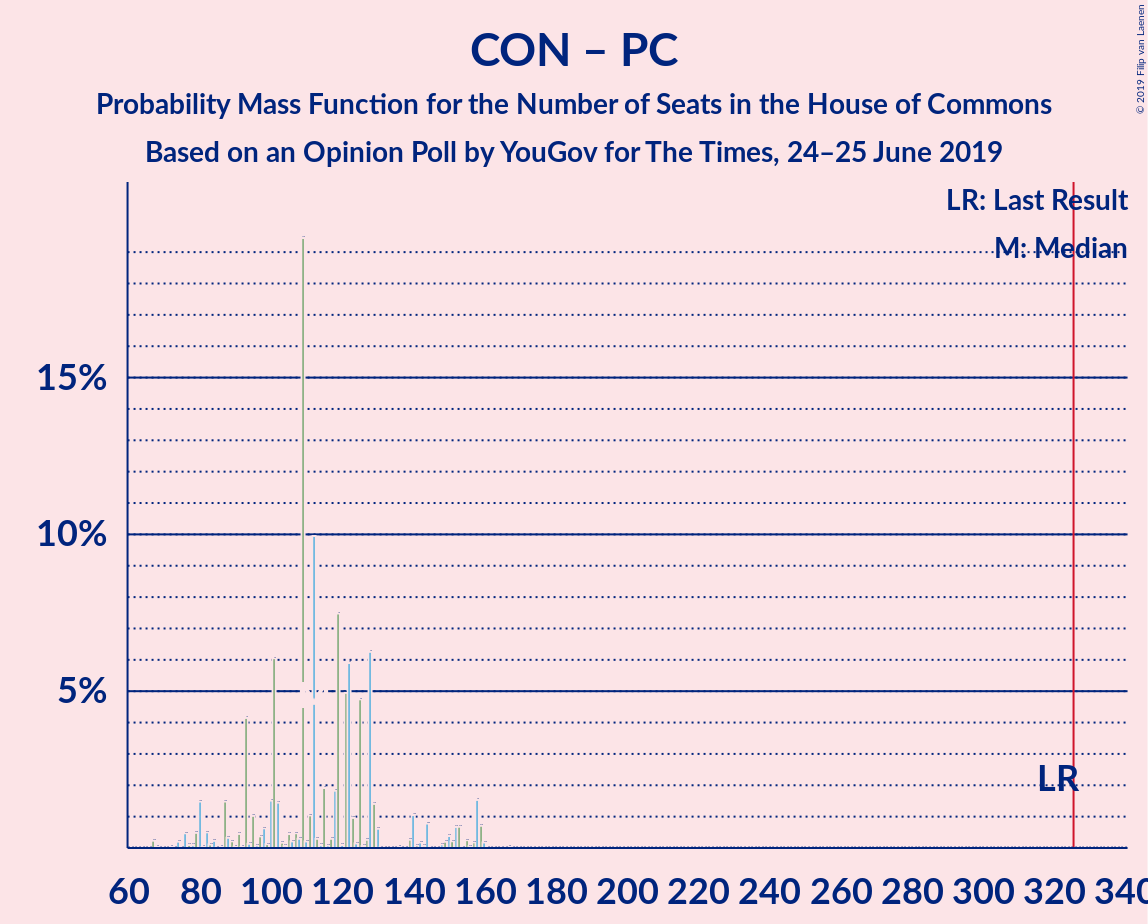 CON – PC
Probability Mass Function for the Number of Seats in the House of Commons
Based on an Opinion Poll by YouGov for The Times, 24–25 June 2019
© 2019 Filip van Laenen
LR: Last Result
M: Median
15%
10%
5%
LR
60 80 100 120 140 160 180 200 220 240 260 280 300 320 340